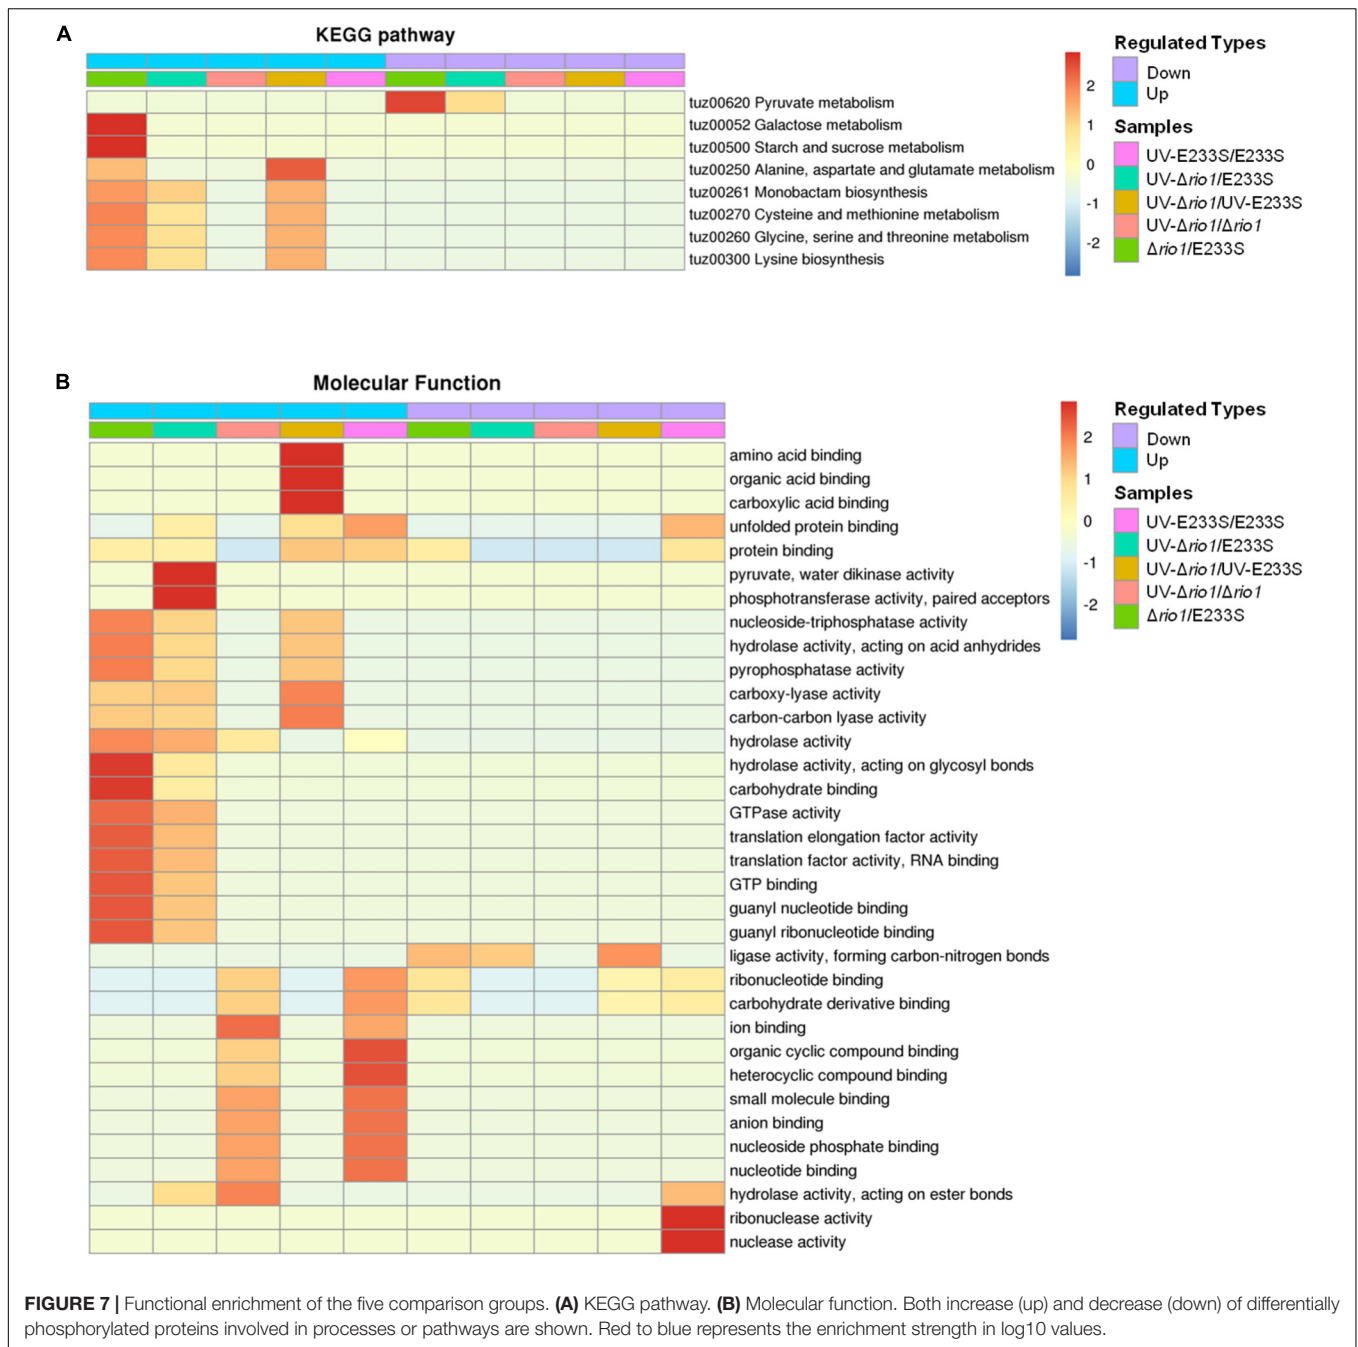 A
KEGG pathway
tuz00620 Pyruvate metabolism
tuz00052 Galactose metabolism
tuz00500 Starch and sucrose metabolism
tuz00250 Alanine, aspartate and glutamate metabolism
tuz00261 Monobactam biosynthesis
tuz00270 Cysteine and methionine metabolism
tuz00260 Glycine, serine and threonine metabolism
tuz00300 Lysine biosynthesis
2
1
0
-1
-2
Regulated Types
Down
Up
Samples
UV-E233S/E233S
UV-Δrio1/E233S
UV-Δrio1/UV-E233S
UV-Δrio1/Δrio1
Δrio1/E233S
B
Molecular Function
amino acid binding
organic acid binding
carboxylic acid binding
unfolded protein binding
protein binding
pyruvate, water dikinase activity
phosphotransferase activity, paired acceptors
nucleoside-triphosphatase activity
hydrolase activity, acting on acid anhydrides
pyrophosphatase activity
carboxy-lyase activity
carbon-carbon lyase activity
hydrolase activity
hydrolase activity, acting on glycosyl bonds
carbohydrate binding
GTPase activity
translation elongation factor activity
translation factor activity, RNA binding
GTP binding
guanyl nucleotide binding
guanyl ribonucleotide binding
ligase activity, forming carbon-nitrogen bonds
ribonucleotide binding
carbohydrate derivative binding
ion binding
organic cyclic compound binding
heterocyclic compound binding
small molecule binding
anion binding
nucleoside phosphate binding
nucleotide binding
hydrolase activity, acting on ester bonds
ribonuclease activity
nuclease activity
2
1
0
-1
-2
Regulated Types
Down
Up
Samples
UV-E233S/E233S
UV-Δrio1/E233S
UV-Δrio1/UV-E233S
UV-Δrio1/Δrio1
Δrio1/E233S
FIGURE 7 | Functional enrichment of the five comparison groups. (A) KEGG pathway. (B) Molecular function. Both increase (up) and decrease (down) of differentially
phosphorylated proteins involved in processes or pathways are shown. Red to blue represents the enrichment strength in log10 values.